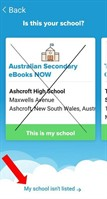 Back
Is this your school?
Australian Secondary
eBooks NOW
Ashcroft High School
Maxwells Avenue
Ashcroft, New South Wales, Austr
This is my school
My school isn't listed →